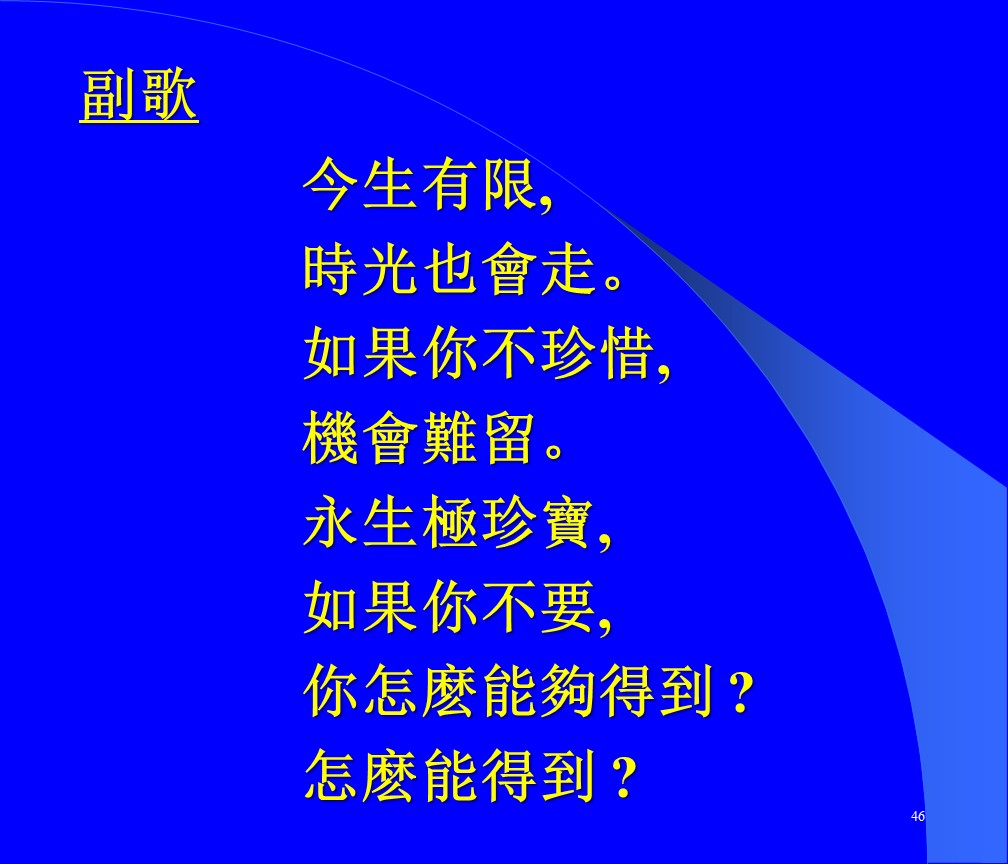 副歌
今生有限,
時光也會走。
如果你不珍惜,
機會難留。
永生極珍寶,
如果你不要,
你怎麽能夠得到?
怎麽能得到?
46